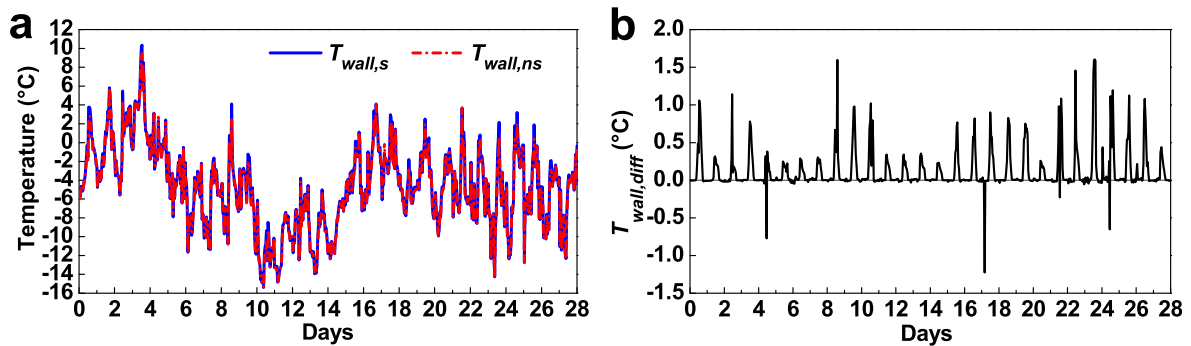 a
T wall,s
T wall,ns
Temperature (°C)
12
10
8
6
4
2
0
-2
-4
-6
-8
-10
-12
-14
-16
0 2 4 6 8 10 12 14 16 18 20 22 24 26 28
Days
b
T wall,diff (°C)
2.0
1.5
1.0
0.5
0.0
-0.5
-1.0
-1.5
0 2 4 6 8 10 12 14 16 18 20 22 24 26 28
Days